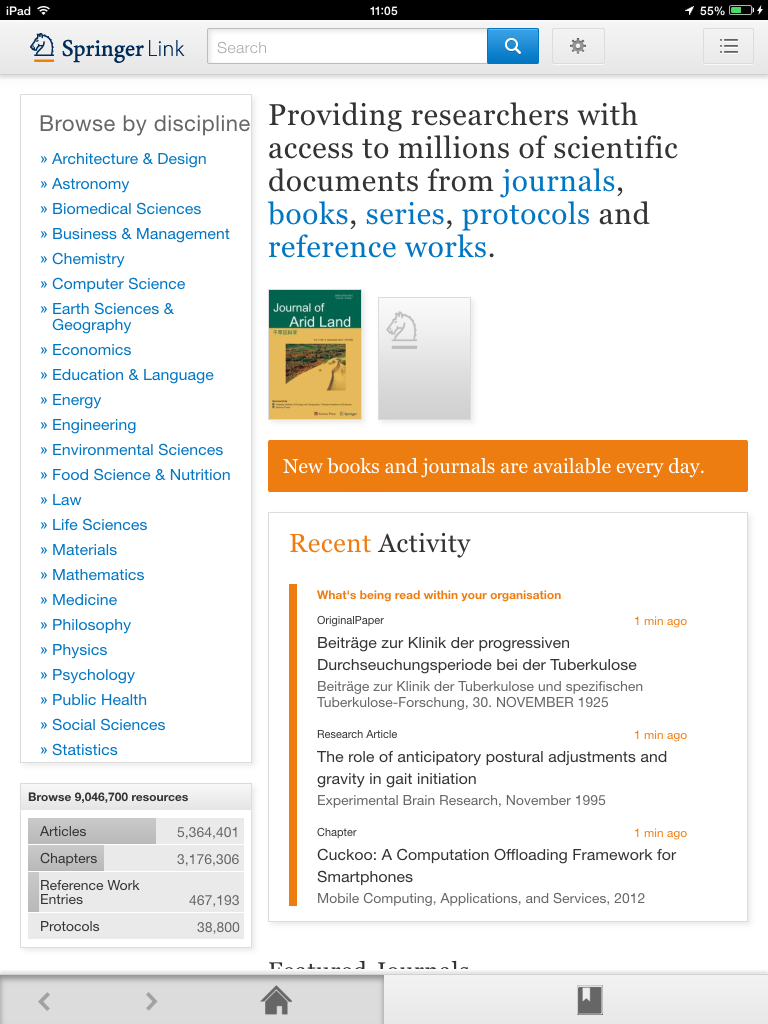 iPad 11:05 55%
Springer Link Search
Browse by discipline
» Architecture & Design
» Astronomy
» Biomedical Sciences
» Business & Management
» Chemistry
» Computer Science
» Earth Sciences &
Geography
» Economics
» Education & Language
» Energy
» Engineering
» Environmental Sciences
» Food Science & Nutrition
» Law
» Life Sciences
» Materials
» Mathematics
» Medicine
» Philosophy
» Physics
» Psychology
» Public Health
» Social Sciences
» Statistics
Browse 9,046,700 resources
Articles 5,364,401
Chapters 3,176,306
Reference Work
Entries 467,193
Protocols 38,800
Providing researchers with
access to millions of scientific
documents from journals,
books, series, protocols and
reference works.
Journal of
Arid Land
New books and journals are available every day.
Recent Activity
What's being read within your organisation
OriginalPaper 1 min ago
Beiträge zur Klinik der progressiven
Durchseuchungsperiode bei der Tuberkulose
Beiträge zur Klinik der Tuberkulose und spezifischen
Tuberkulose-Forschung, 30. NOVEMBER 1925
Research Article 1 min ago
The role of anticipatory postural adjustments and
gravity in gait initiation
Experimental Brain Research, November 1995
Chapter 1 min ago
Cuckoo: A Computation Offloading Framework for
Smartphones
Mobile Computing, Applications, and Services, 2012
Featured Journals